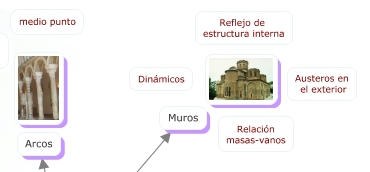 medio punto
Reflejo de
estructura interna
Dinámicos
Austeros en
el exterior
Muros
Relación
masas-vanos
Arcos